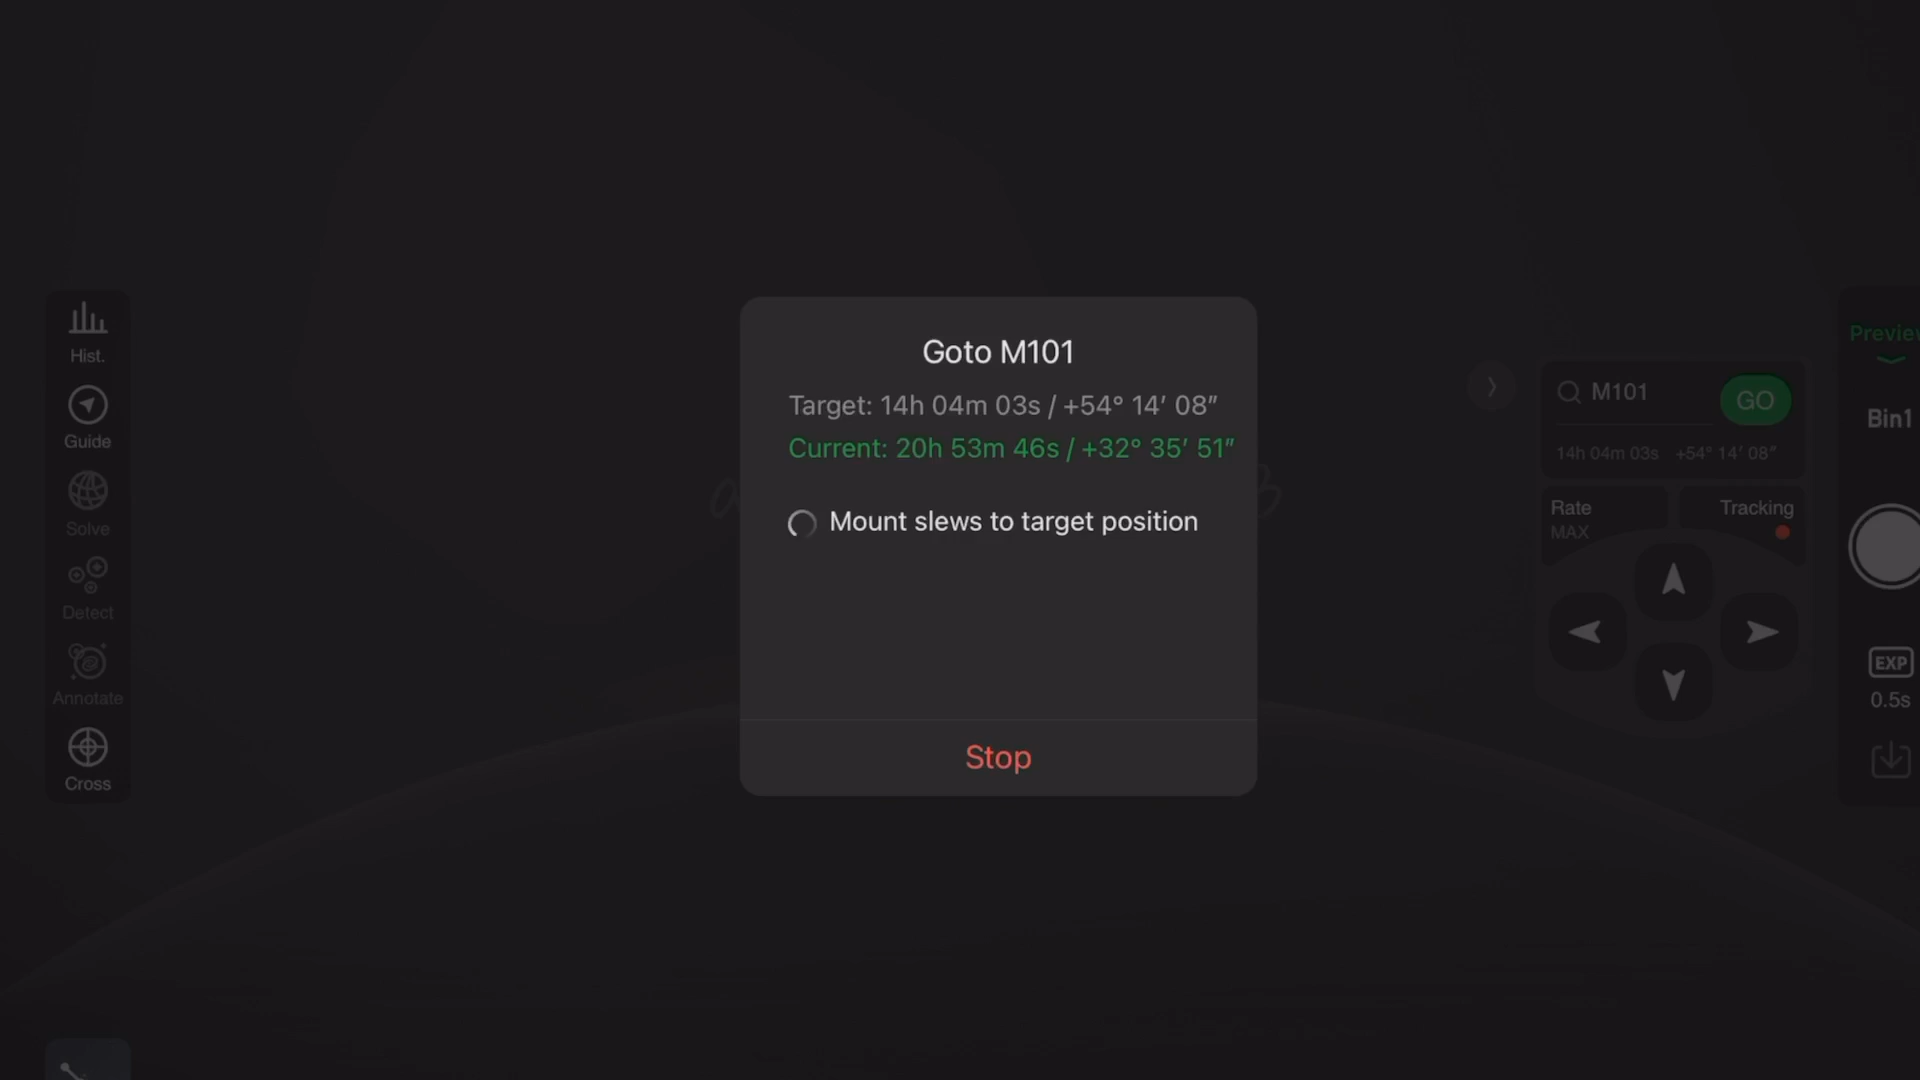 Hist.
Guide
Solve
Detect
Annotate
Cross
Goto M101
Target: 14h 04m 03s / +54° 14′ 08″
Current: 20h 53m 46s / +32° 35′ 51″
Mount slews to target position
Stop
M101
GO
14h 04m 03s +54° 14′ 08″
Rate
MAX
Tracking
Bin1
EXP
0.5s